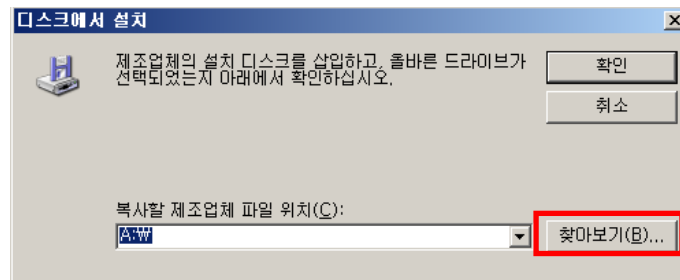 디스크에서 설치
제조업체의 설치 디스크를 삽입하고, 올바른 드라이브가
선택되었는지 아래에서 확인하십시오.
확인
취소
복사할 제조업체 파일 위치(C):
A:₩
찾아보기(B)...